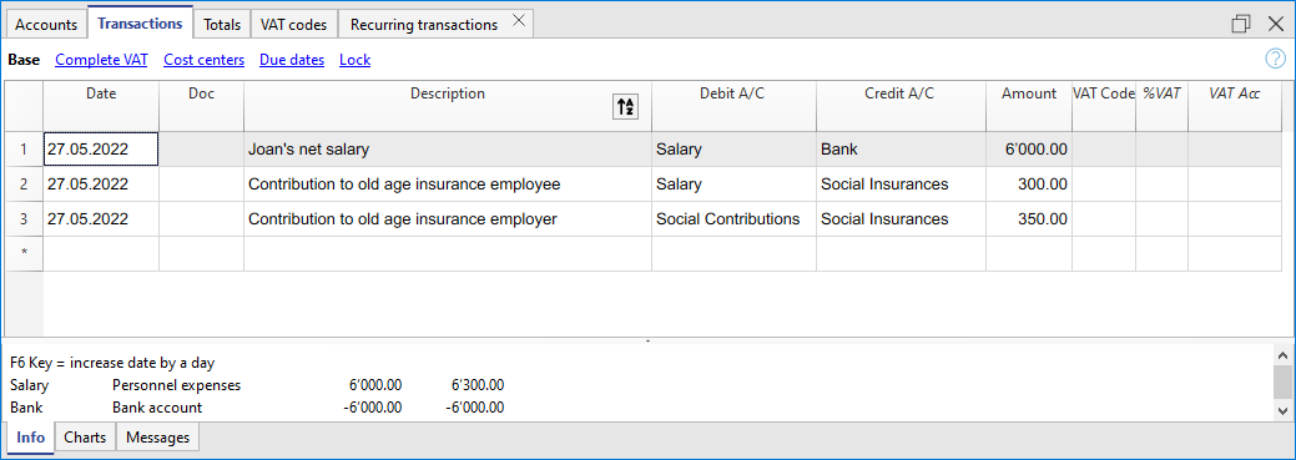 Accounts Transactions Totals VAT codes Recurring transactions
Base Complete VAT Cost centers Due dates Lock
Date Doc Description Debit A/C Credit A/C Amount VAT Code %VAT VAT Acc
1 27.05.2022 Joan's net salary Salary Bank 6'000.00
2 27.05.2022 Contribution to old age insurance employee Salary Social Insurances 300.00
3 27.05.2022 Contribution to old age insurance employer Social Contributions Social Insurances 350.00
*
F6 Key = increase date by a day
Salary Personnel expenses 6'000.00 6'300.00
Bank Bank account -6'000.00 -6'000.00
Info Charts Messages